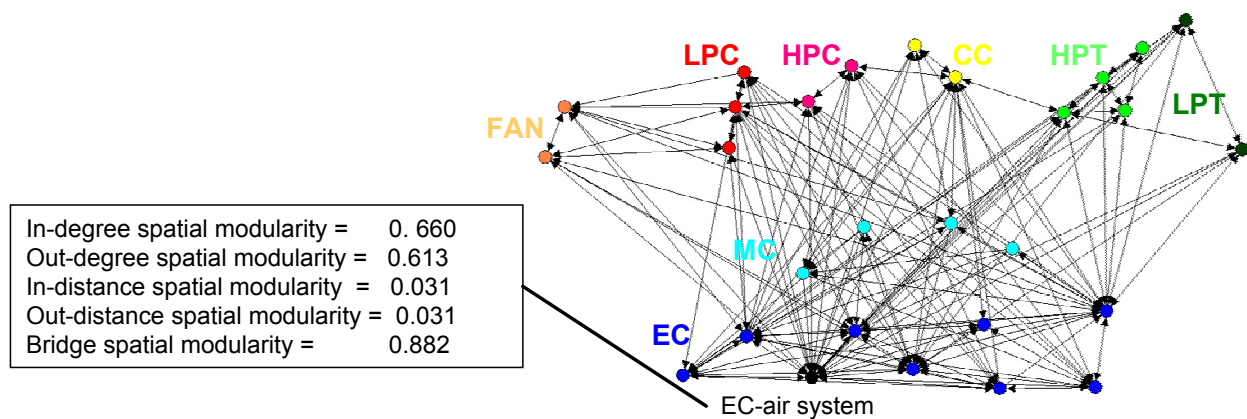 LPC
HPC
CC
HPT
LPT
FAN
MC
EC
In-degree spatial modularity = 0. 660
Out-degree spatial modularity = 0.613
In-distance spatial modularity = 0.031
Out-distance spatial modularity = 0.031
Bridge spatial modularity = 0.882
EC-air system